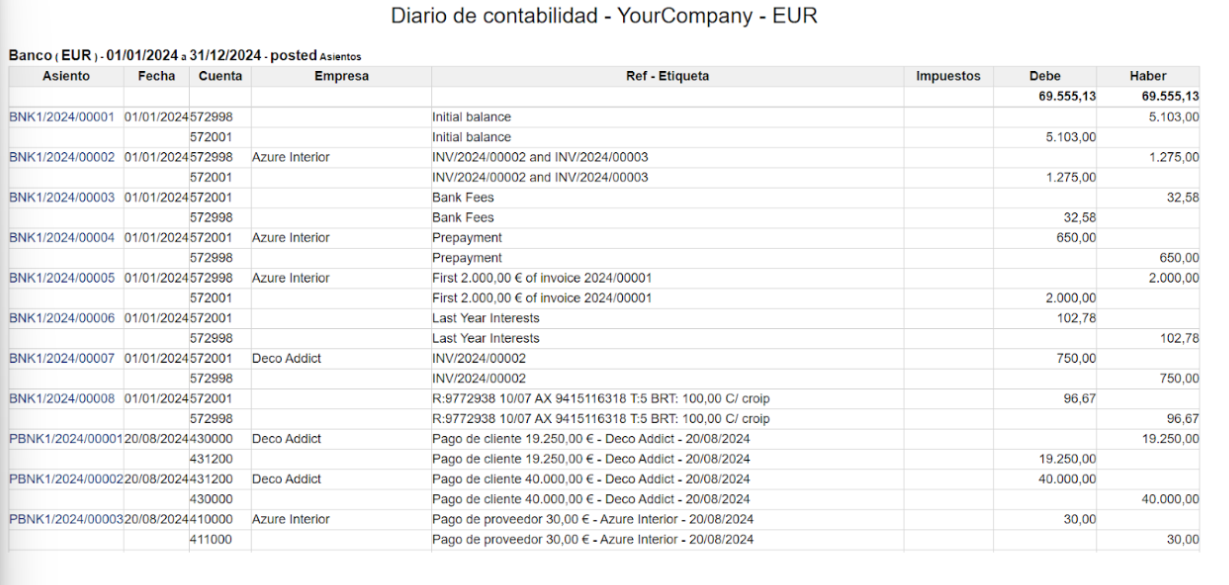 Diario de contabilidad - YourCompany - EUR
Banco ( EUR ) - 01/01/2024 a 31/12/2024 - posted Asientos
Asiento Fecha Cuenta Empresa Ref - Etiqueta Impuestos Debe Haber
69.555,13 69.555,13
BNK1/2024/00001 01/01/2024 572998 Initial balance 5.103,00
572001 Initial balance 5.103,00
BNK1/2024/00002 01/01/2024 572998 Azure Interior INV/2024/00002 and INV/2024/00003 1.275,00
572001 INV/2024/00002 and INV/2024/00003 1.275,00
BNK1/2024/00003 01/01/2024 572001 Bank Fees 32,58
572998 Bank Fees 32,58
BNK1/2024/00004 01/01/2024 572001 Azure Interior Prepayment 650,00
572998 Prepayment 650,00
BNK1/2024/00005 01/01/2024 572998 Azure Interior First 2.000,00 € of invoice 2024/00001 2.000,00
572001 First 2.000,00 € of invoice 2024/00001 2.000,00
BNK1/2024/00006 01/01/2024 572001 Last Year Interests 102,78
572998 Last Year Interests 102,78
BNK1/2024/00007 01/01/2024 572001 Deco Addict INV/2024/00002 750,00
572998 INV/2024/00002 750,00
BNK1/2024/00008 01/01/2024 572001 R:9772938 10/07 AX 9415116318 T:5 BRT: 100,00 C/ croip 96,67
572998 R:9772938 10/07 AX 9415116318 T:5 BRT: 100,00 C/ croip 96,67
PBNK1/2024/00001 20/08/2024 430000 Deco Addict Pago de cliente 19.250,00 € - Deco Addict - 20/08/2024 19.250,00
431200 Pago de cliente 19.250,00 € - Deco Addict - 20/08/2024 19.250,00
PBNK1/2024/00002 20/08/2024 431200 Deco Addict Pago de cliente 40.000,00 € - Deco Addict - 20/08/2024 40.000,00
430000 Pago de cliente 40.000,00 € - Deco Addict - 20/08/2024 40.000,00
PBNK1/2024/00003 20/08/2024 410000 Azure Interior Pago de proveedor 30,00 € - Azure Interior - 20/08/2024 30,00
411000 Pago de proveedor 30,00 € - Azure Interior - 20/08/2024 30,00